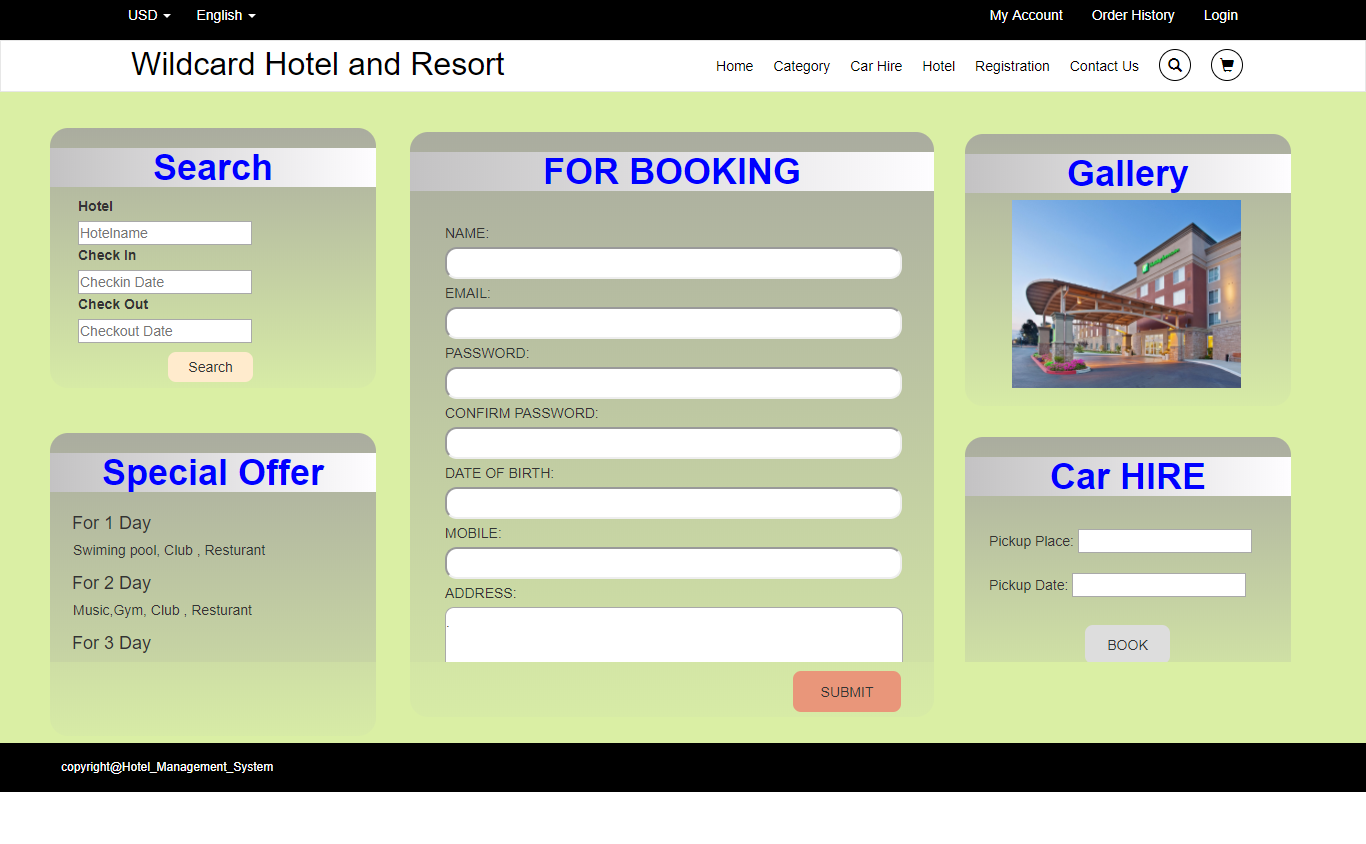 USD English My Account Order History Login
Wildcard Hotel and Resort Home Category Car Hire Hotel Registration Contact Us
Search
Hotel
Hotelname
Check In
Checkin Date
Check Out
Checkout Date
Search
Special Offer
For 1 Day
Swiming pool, Club , Resturant
For 2 Day
Music,Gym, Club , Resturant
For 3 Day
FOR BOOKING
NAME:
EMAIL:
PASSWORD:
CONFIRM PASSWORD:
DATE OF BIRTH:
MOBILE:
ADDRESS:
.
SUBMIT
Gallery
Car HIRE
Pickup Place:
Pickup Date:
BOOK
copyright@Hotel_Management_System